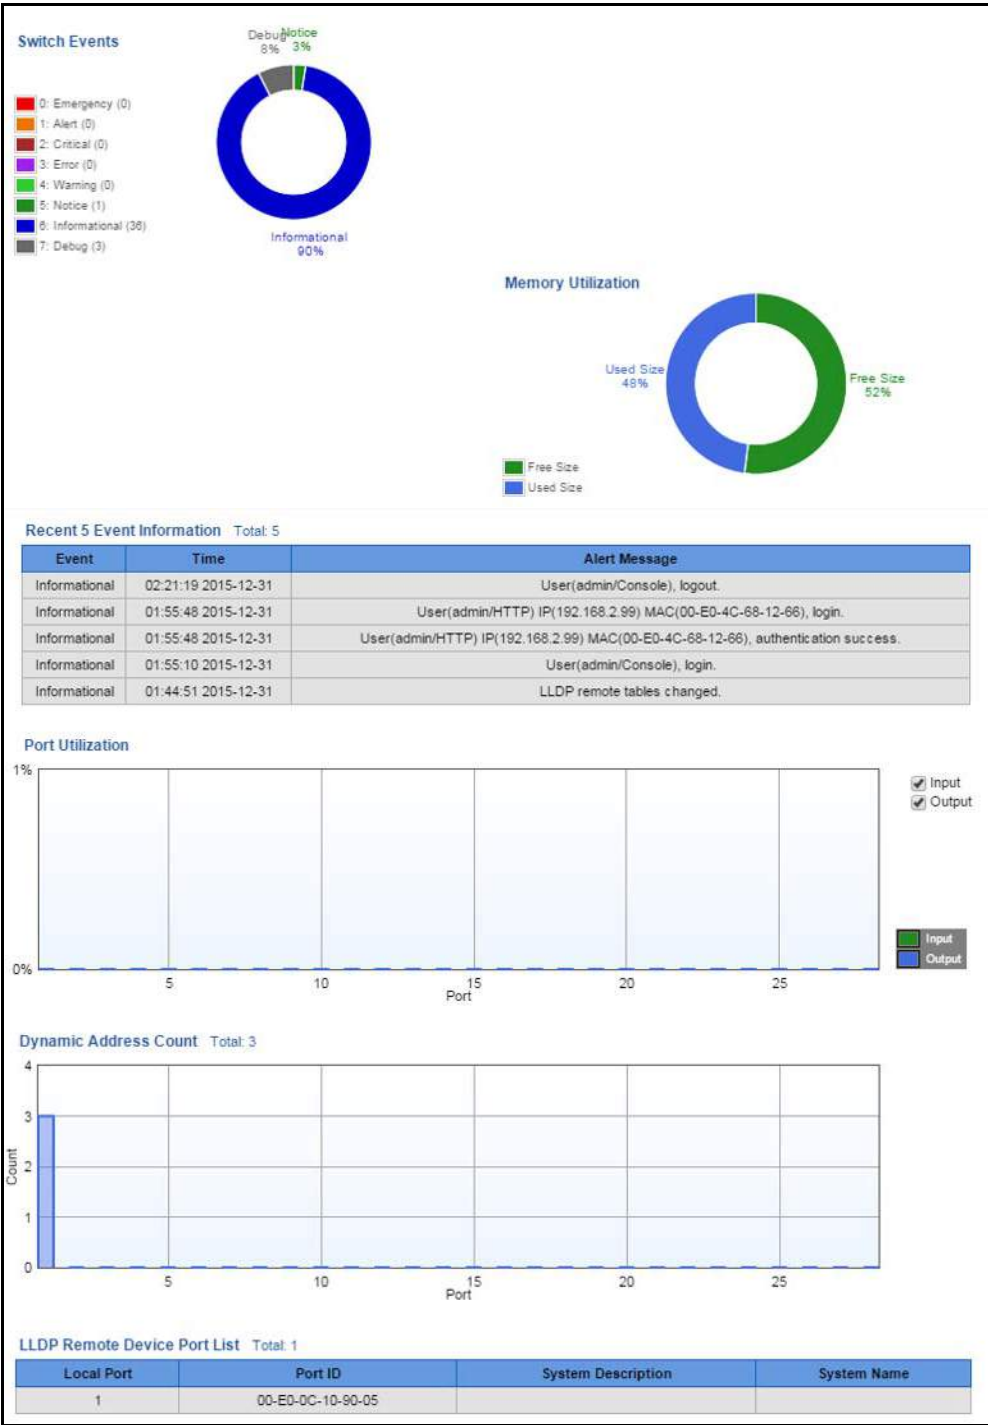 Switch Events
Debug
8%
Notice
3%
0: Emergency (0)
1: Alert (0)
2: Critical (0)
3: Error (0)
4: Warning (0)
5: Notice (1)
6: Informational (36)
7: Debug (3)
Informational
90%
Memory Utilization
Used Size
48%
Free Size
52%
Free Size
Used Size
Recent 5 Event Information Total: 5
Event Time Alert Message
Informational 02:21:19 2015-12-31 User(admin/Console), logout.
Informational 01:55:48 2015-12-31 User(admin/HTTP) IP(192.168.2.99) MAC(00-E0-4C-68-12-66), login.
Informational 01:55:48 2015-12-31 User(admin/HTTP) IP(192.168.2.99) MAC(00-E0-4C-68-12-66), authentication success.
Informational 01:55:10 2015-12-31 User(admin/Console), login.
Informational 01:44:51 2015-12-31 LLDP remote tables changed.
Port Utilization
1%
Input
Output
Input
Output
0%
5 10 15 20 25
Port
Dynamic Address Count Total: 3
4
3
2
1
0
Count
5 10 15 20 25
Port
LLDP Remote Device Port List Total: 1
Local Port Port ID System Description System Name
1 00-E0-0C-10-90-05